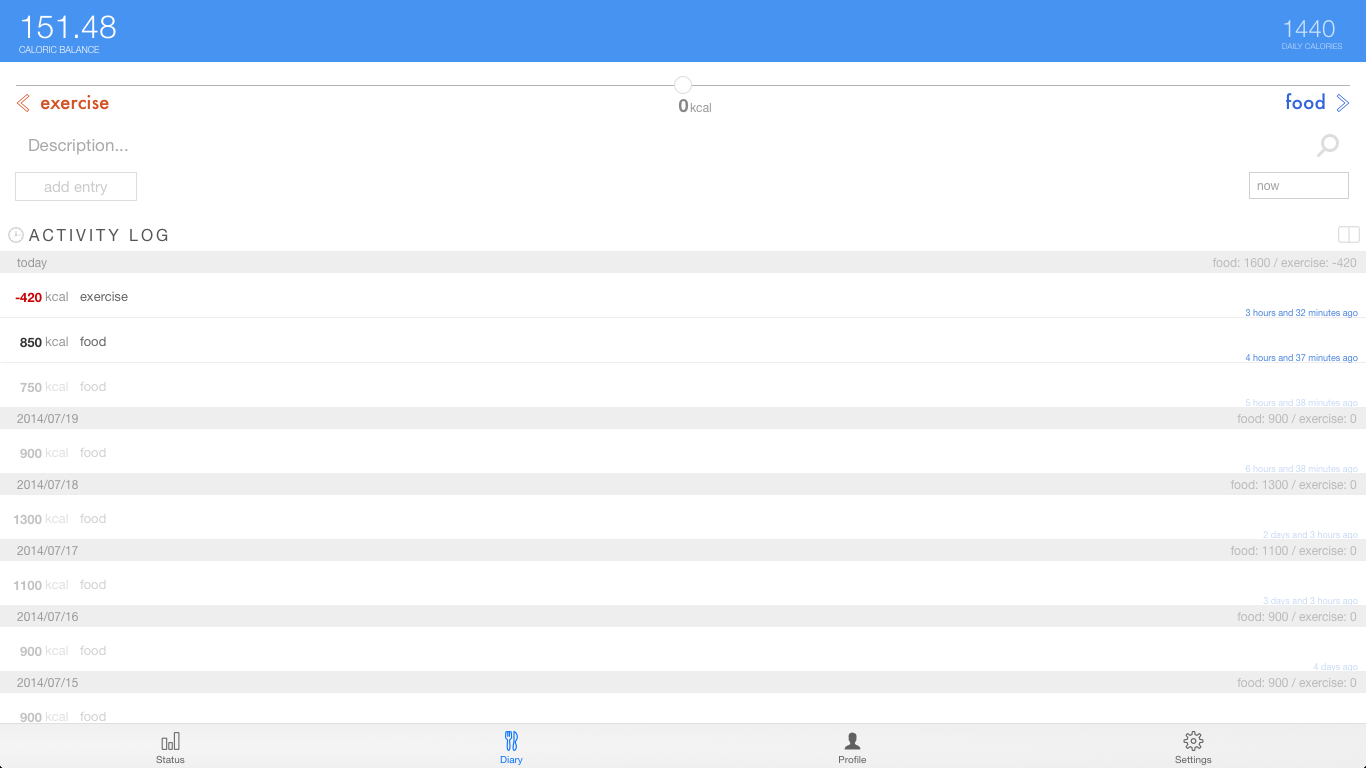 151.48
CALORIC BALANCE
1440
DAILY CALORIES
exercise
0 kcal
food
Description...
add entry
now
ACTIVITY LOG
today food: 1600 / exercise: -420
-420 kcal exercise
3 hours and 32 minutes ago
850 kcal food
4 hours and 37 minutes ago
750 kcal food
5 hours and 38 minutes ago
2014/07/19 food: 900 / exercise: 0
900 kcal food
6 hours and 38 minutes ago
2014/07/18 food: 1300 / exercise: 0
1300 kcal food
2 days and 3 hours ago
2014/07/17 food: 1100 / exercise: 0
1100 kcal food
3 days and 3 hours ago
2014/07/16 food: 900 / exercise: 0
900 kcal food
4 days ago
2014/07/15 food: 900 / exercise: 0
900 kcal food
Status Diary Profile Settings